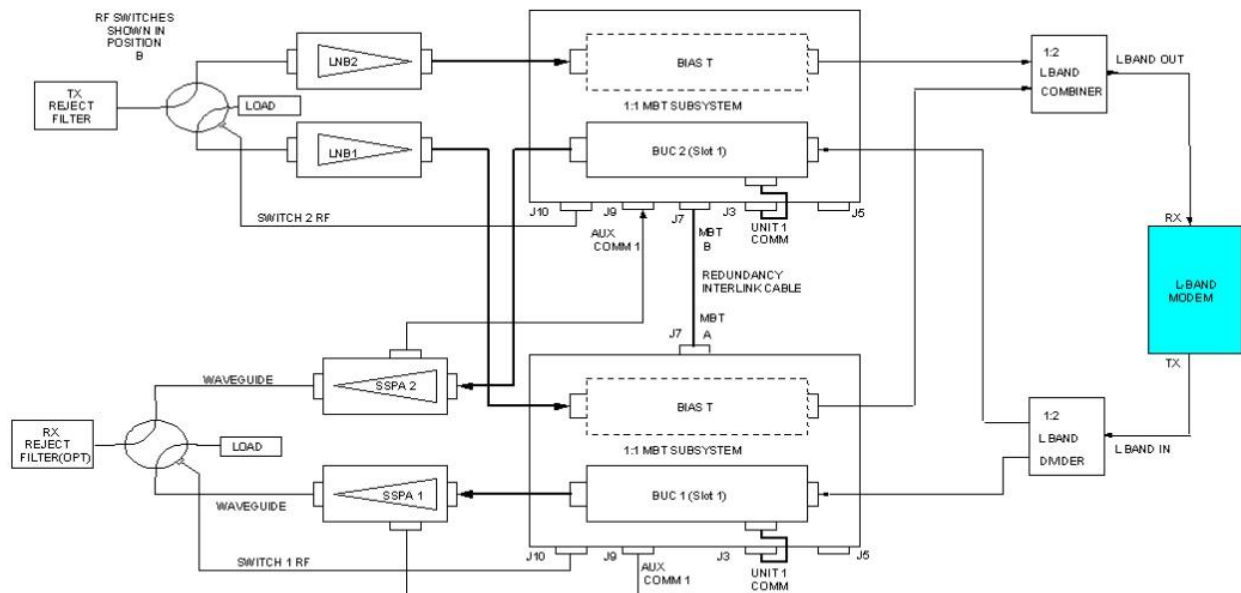 RF SWITCHES
SHOWN IN
POSITION
B
TX
REJECT
FILTER
LOAD
LNB2
LNB1
BIAS T
1:1 MBT SUBSYSTEM
BUC 2 (Slot 1)
1:2
L BAND
COMBINER
L BAND OUT
SWITCH 2 RF
J10
J9
J7
J3
J5
AUX
COMM 1
MBT
B
UNIT 1
COMM
REDUNDANCY
INTERLINK CABLE
RX
L-BAND
MODEM
TX
MBT
A
J7
WAVEGUIDE
SSPA 2
RX
REJECT
FILTER(OPT)
LOAD
BIAS T
1:1 MBT SUBSYSTEM
1:2
L BAND
DIVIDER
L BAND IN
WAVEGUIDE
SSPA 1
BUC 1 (Slot 1)
SWITCH 1 RF
J10
J9
J3
J5
AUX
COMM 1
UNIT 1
COMM